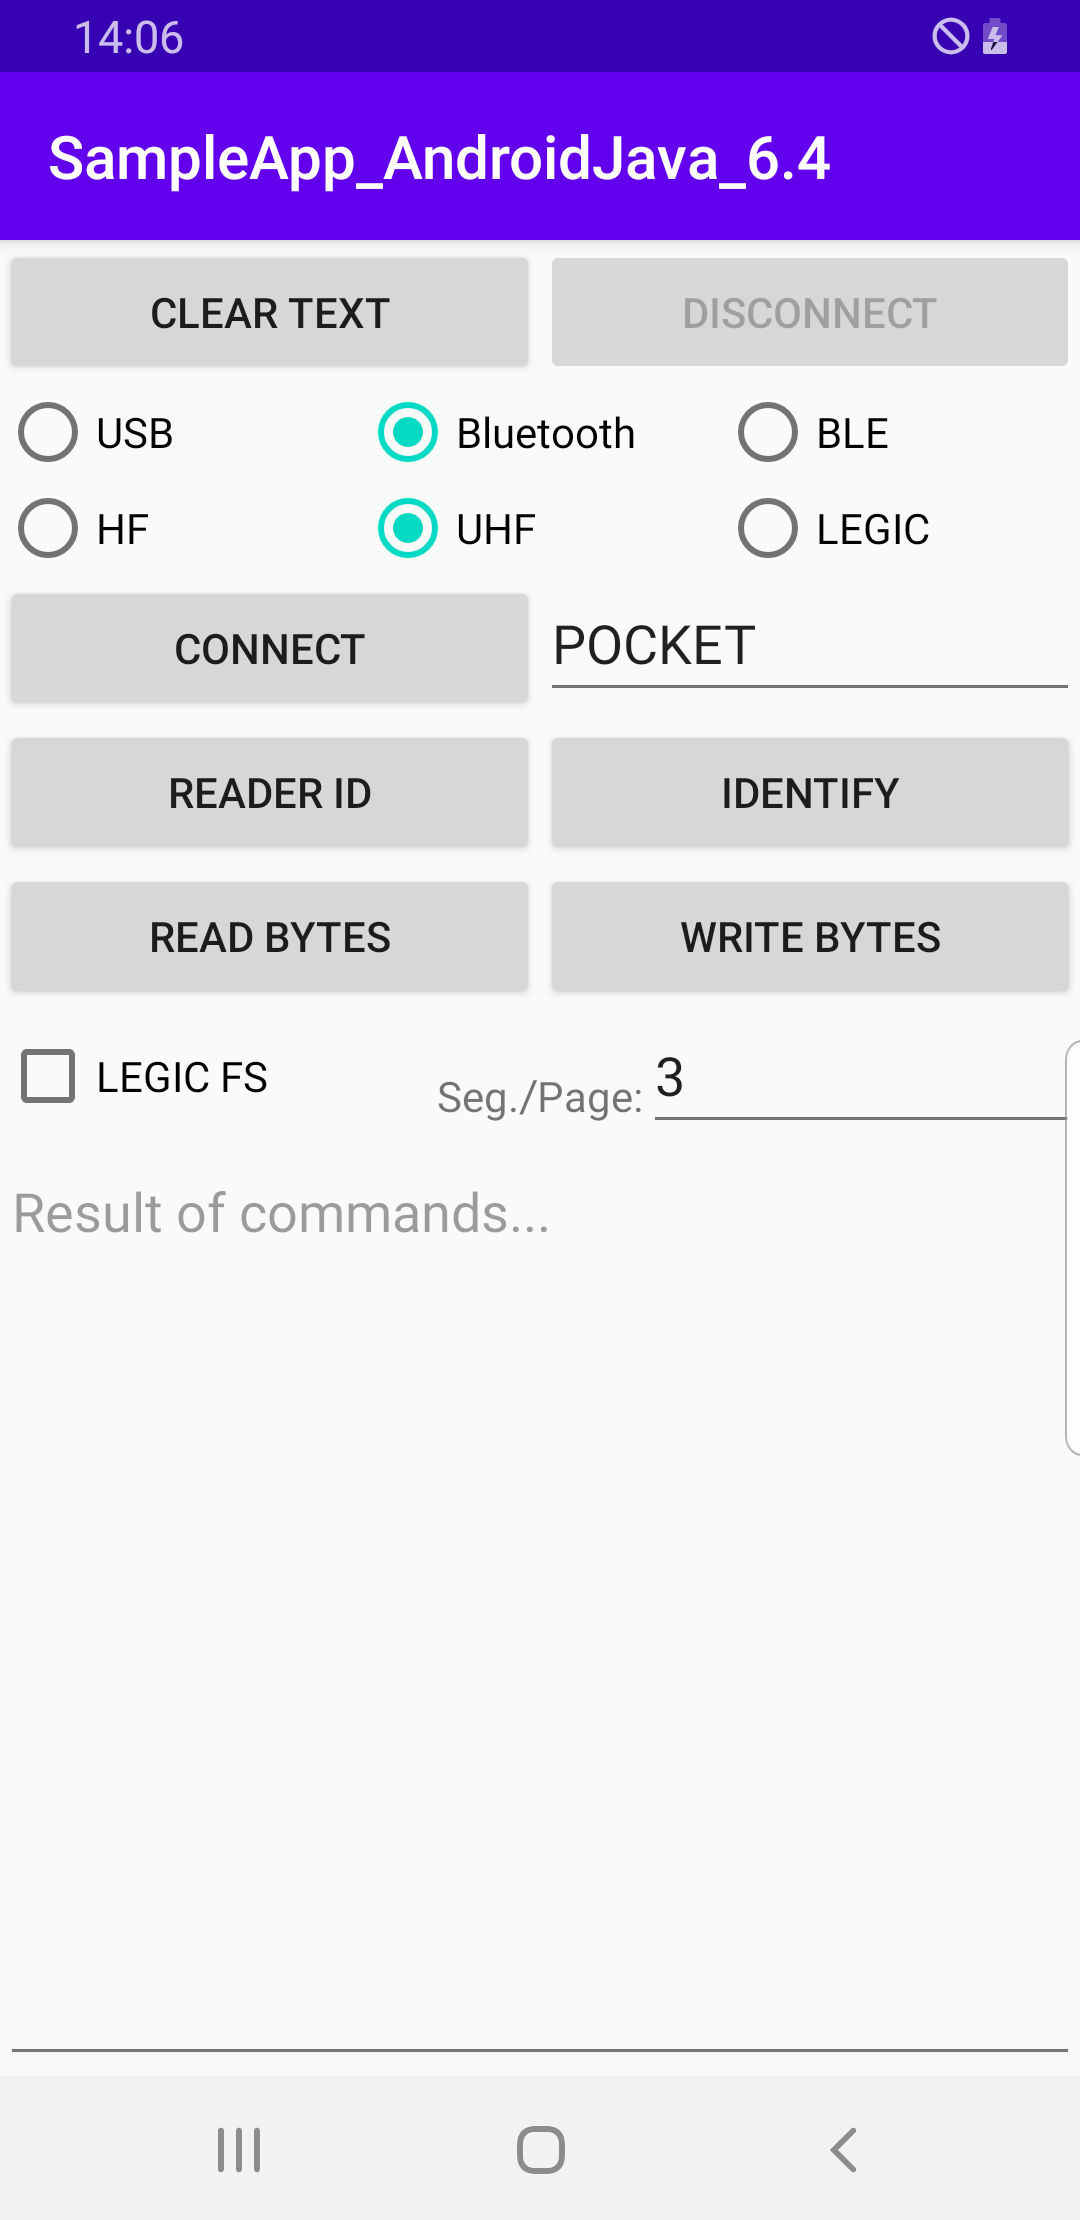 14:06
SampleApp_AndroidJava_6.4
CLEAR TEXT DISCONNECT
USB Bluetooth BLE
HF UHF LEGIC
CONNECT POCKET
READER ID IDENTIFY
READ BYTES WRITE BYTES
LEGIC FS Seg./Page: 3
Result of commands...